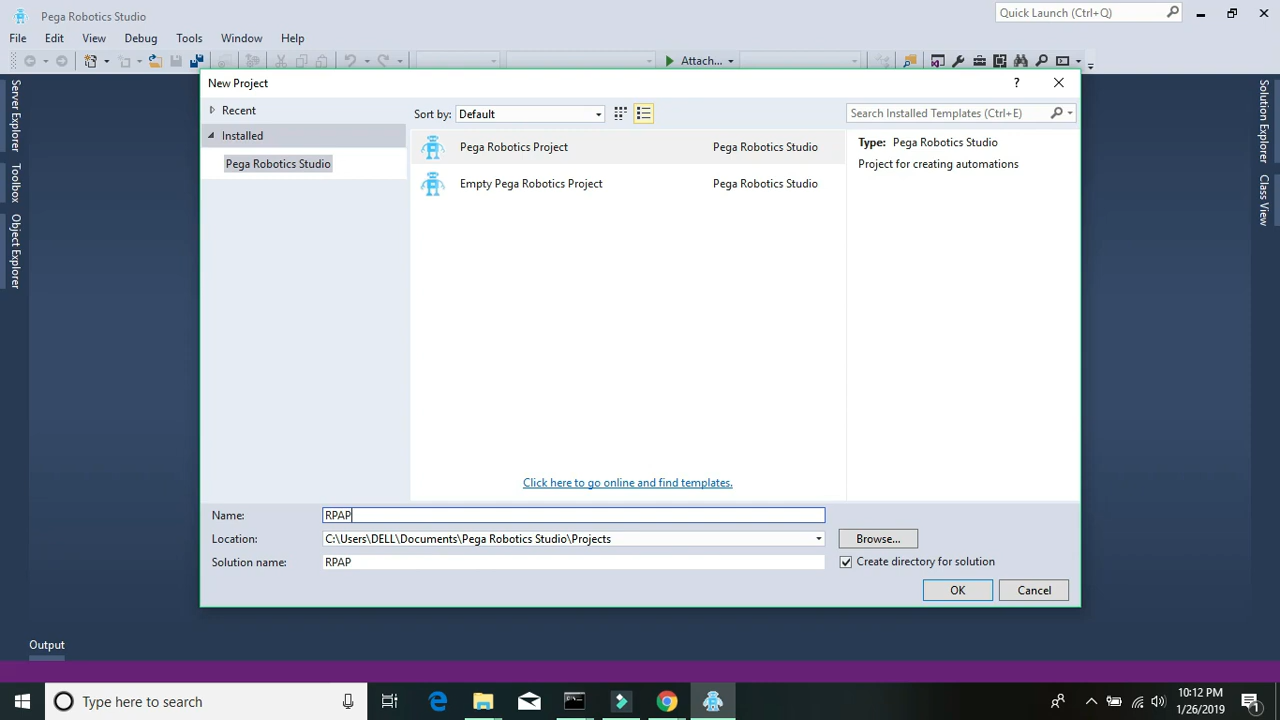 Pega Robotics Studio
Quick Launch (Ctrl+Q)
File Edit View Debug Tools Window Help
Attach...
New Project
?
Recent
Sort by: Default
Search Installed Templates (Ctrl+E)
Installed
Pega Robotics Studio
Pega Robotics Project Pega Robotics Studio
Empty Pega Robotics Project Pega Robotics Studio
Type: Pega Robotics Studio
Project for creating automations
Click here to go online and find templates.
Name: RPAP
Location: C:\Users\DELL\Documents\Pega Robotics Studio\Projects Browse...
Solution name: RPAP Create directory for solution
OK Cancel
Server Explorer
Toolbox
Object Explorer
Solution Explorer
Class View
Output
Type here to search
10:12 PM
1/26/2019
1